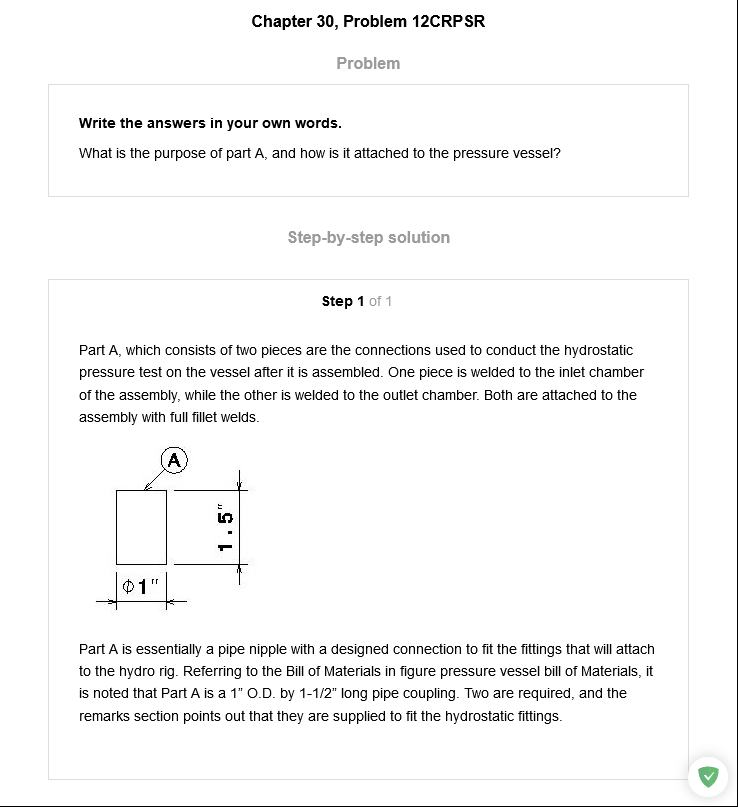 Chapter 30, Problem 12CRPSR
Problem
Write the answers in your own words.
What is the purpose of part A, and how is it attached to the pressure vessel?
Step-by-step solution
Step 1 of 1
Part A, which consists of two pieces are the connections used to conduct the hydrostatic
pressure test on the vessel after it is assembled. One piece is welded to the inlet chamber
of the assembly, while the other is welded to the outlet chamber. Both are attached to the
assembly with full fillet welds.
A
1.5"
Φ1"
Part A is essentially a pipe nipple with a designed connection to fit the fittings that will attach
to the hydro rig. Referring to the Bill of Materials in figure pressure vessel bill of Materials, it
is noted that Part A is a 1” O.D. by 1-1/2” long pipe coupling. Two are required, and the
remarks section points out that they are supplied to fit the hydrostatic fittings.